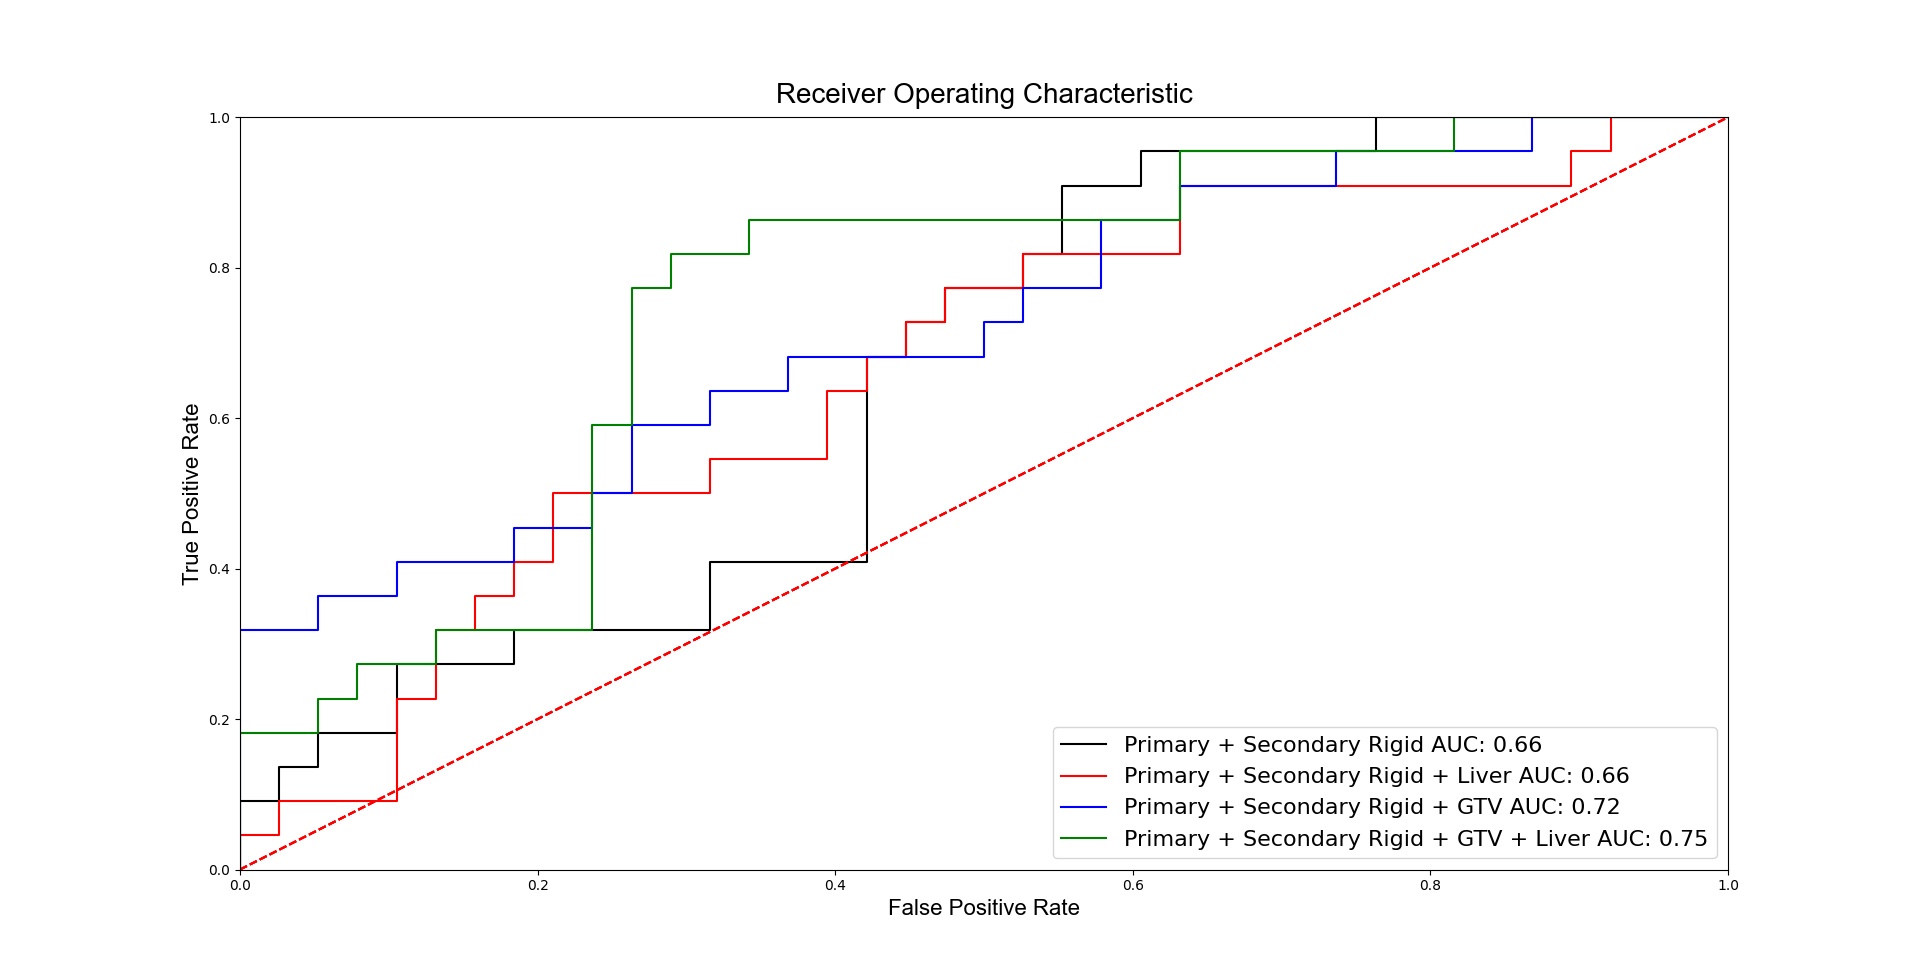 Receiver Operating Characteristic
1.0
0.8
0.6
0.4
0.2
0.0
True Positive Rate
0.0 0.2 0.4 0.6 0.8 1.0
False Positive Rate
Primary + Secondary Rigid AUC: 0.66
Primary + Secondary Rigid + Liver AUC: 0.66
Primary + Secondary Rigid + GTV AUC: 0.72
Primary + Secondary Rigid + GTV + Liver AUC: 0.75